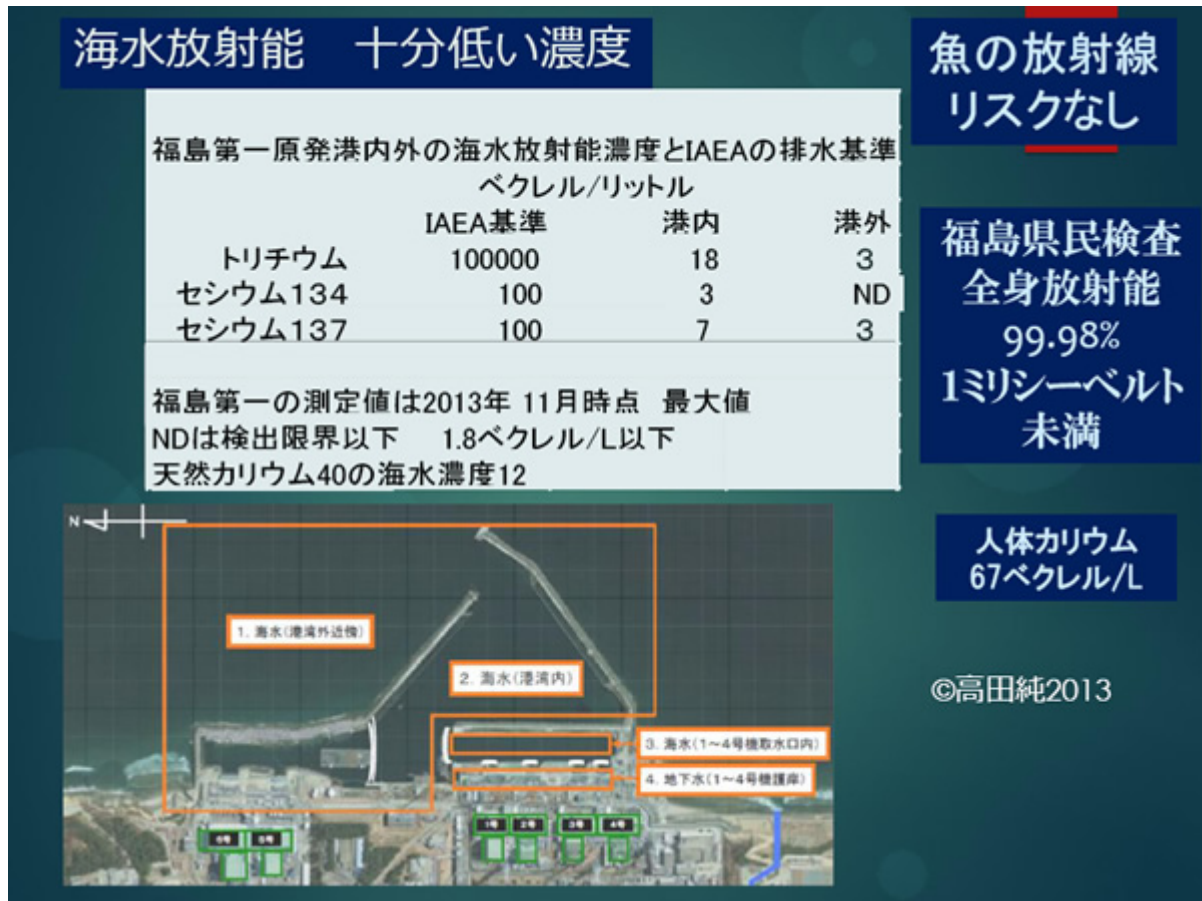 海水放射能　十分低い濃度
魚の放射線
リスクなし
福島第一原発港内外の海水放射能濃度とIAEAの排水基準
ベクレル/リットル
IAEA基準　港内　港外
トリチウム　100000　18　3
セシウム134　100　3　ND
セシウム137　100　7　3
福島第一の測定値は2013年 11月時点　最大値
NDは検出限界以下　1.8ベクレル/L以下
天然カリウム40の海水濃度12
福島県民検査
全身放射能
99.98%
1ミリシーベルト
未満
人体カリウム
67ベクレル/L
©高田純2013
N
1. 海水(港湾外近傍)
2. 海水(港湾内)
3. 海水(1～4号機取水口内)
4. 地下水(1～4号機護岸)
1号 2号 3号 4号